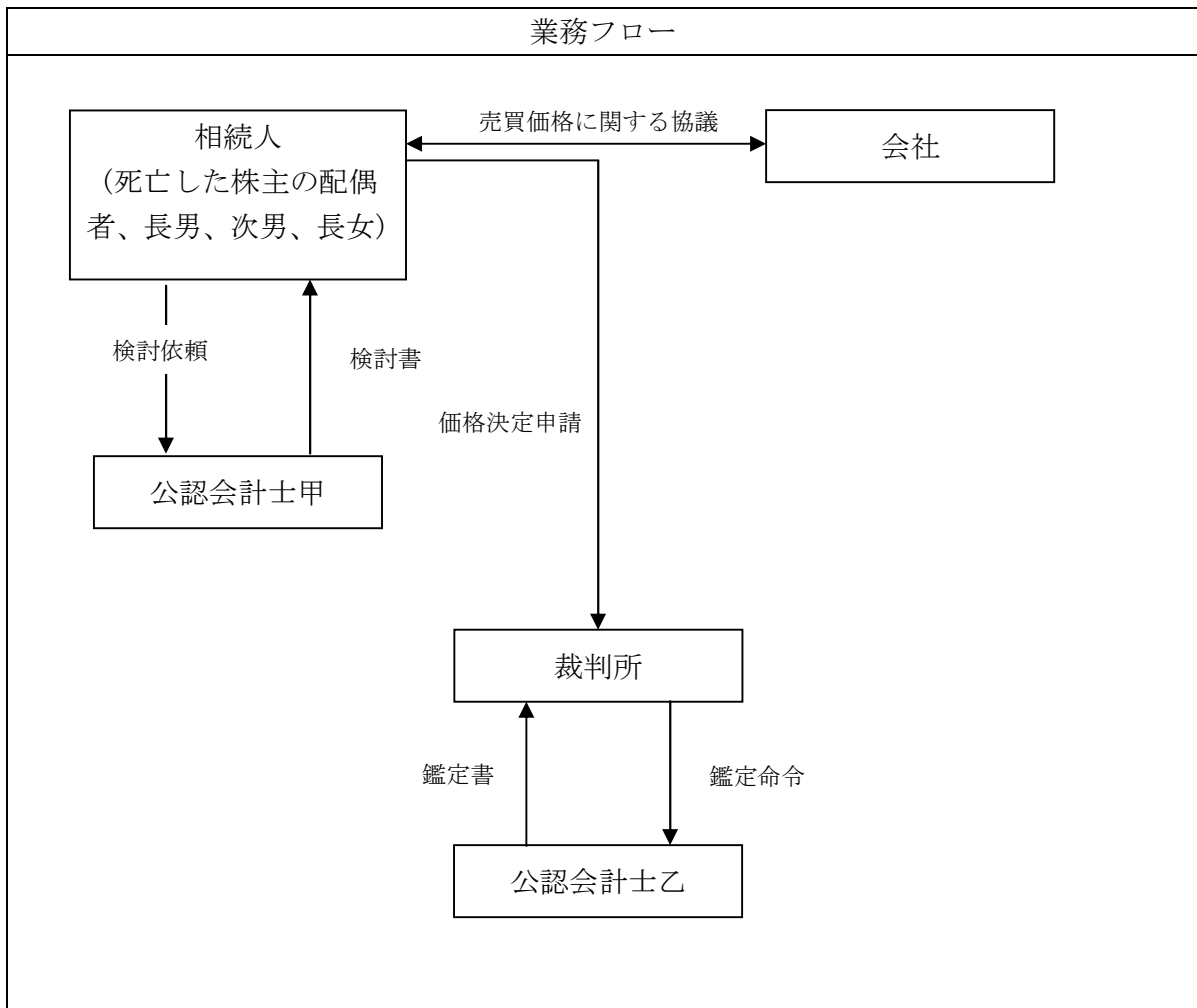 業務フロー
売買価格に関する協議
相続人
（死亡した株主の配偶
者、長男、次男、長女）
会社
検討依頼
検討書
価格決定申請
公認会計士甲
裁判所
鑑定書
鑑定命令
公認会計士乙